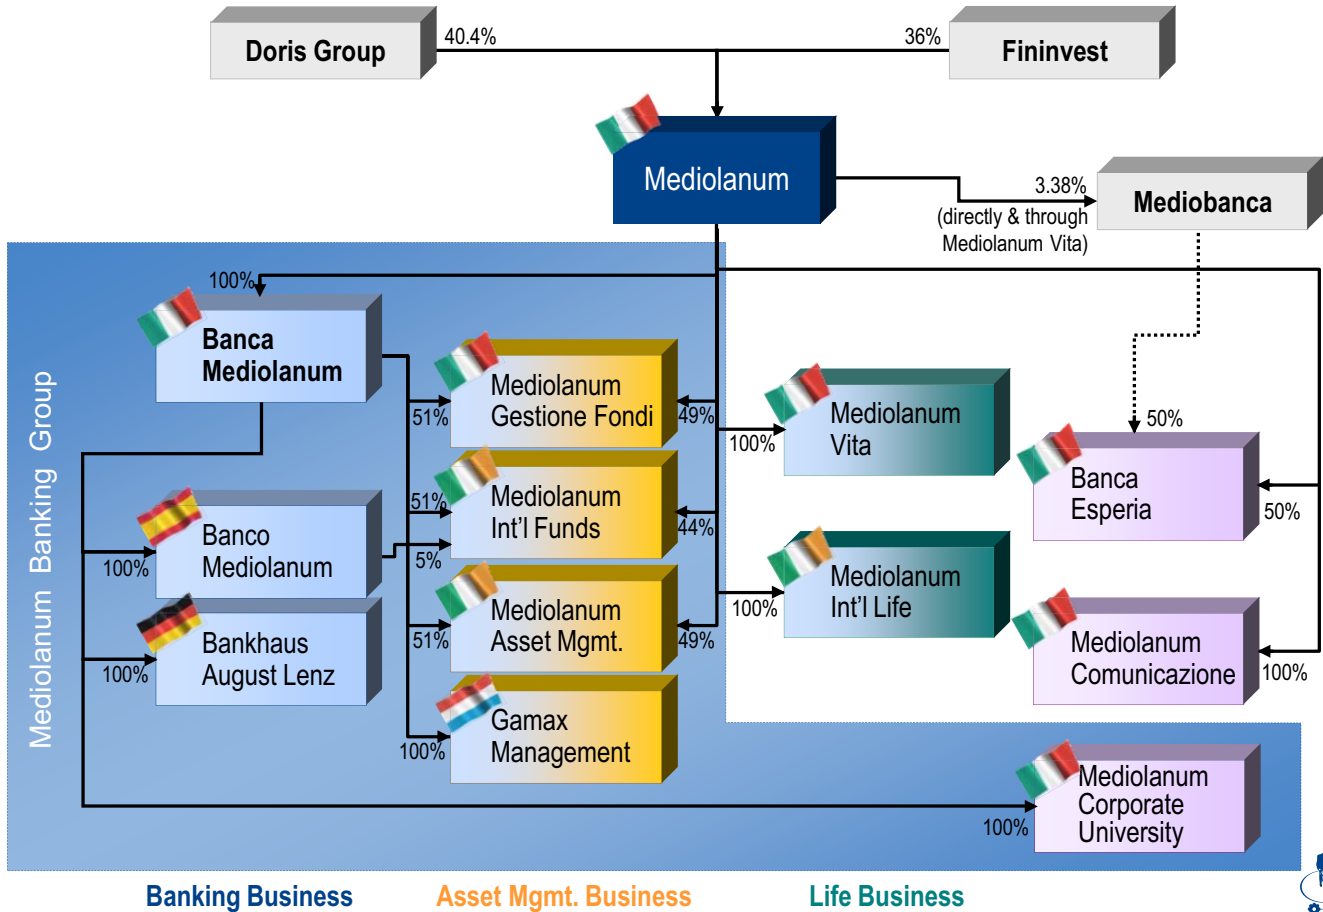 Doris Group
40.4%
36%
Fininvest
Mediolanum
3.38%
(directly & through
Mediolanum Vita)
Mediobanca
Mediolanum Banking Group
100%
Banca
Mediolanum
Mediolanum
Gestione Fondi
51%
49%
Mediolanum
Vita
100%
50%
Banca
Esperia
50%
Mediolanum
Int'l Funds
51%
44%
5%
Banco
Mediolanum
100%
Mediolanum
Int'l Life
100%
Mediolanum
Asset Mgmt.
51%
49%
Bankhaus
August Lenz
100%
Mediolanum
Comunicazione
100%
Gamax
Management
100%
Mediolanum
Corporate
University
100%
Banking Business
Asset Mgmt. Business
Life Business